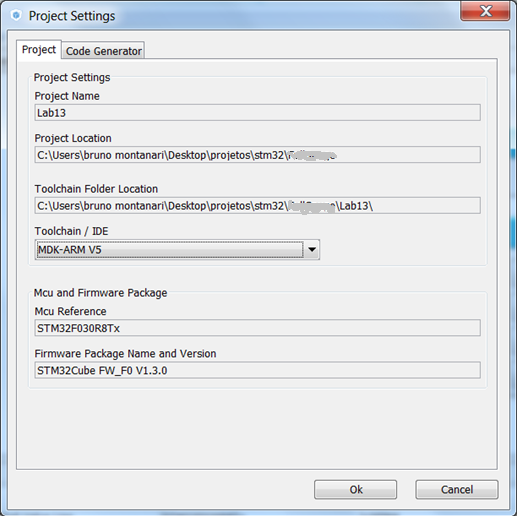 Project Settings
Project
Code Generator
Project Settings
Project Name
Lab13
Project Location
C:\Users\bruno montanari\Desktop\projetos\stm32\
Toolchain Folder Location
C:\Users\bruno montanari\Desktop\projetos\stm32\ \Lab13\
Toolchain / IDE
MDK-ARM V5
Mcu and Firmware Package
Mcu Reference
STM32F030R8Tx
Firmware Package Name and Version
STM32Cube FW_F0 V1.3.0
Ok
Cancel